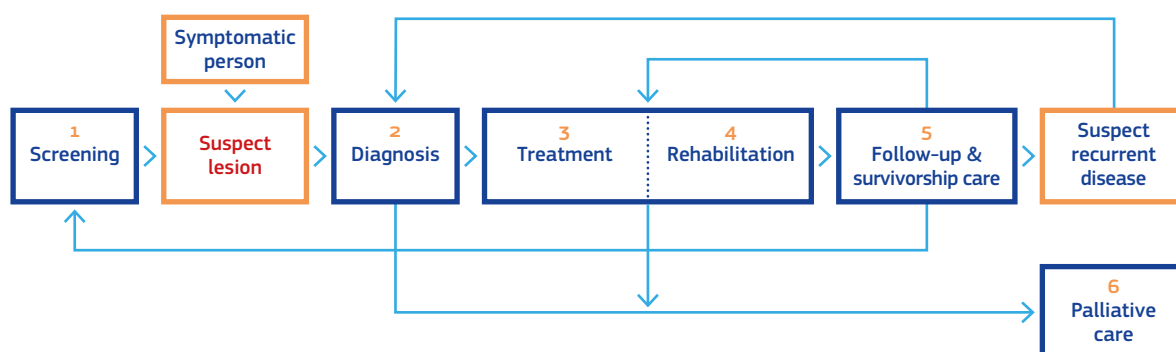 Symptomatic
person
1
Screening
Suspect
lesion
2
Diagnosis
3
Treatment
4
Rehabilitation
5
Follow-up &
survivorship care
Suspect
recurrent
disease
6
Palliative
care